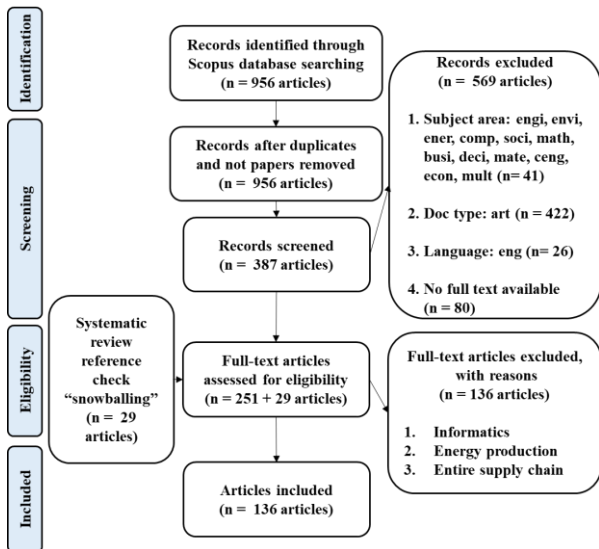 Identification
Records identified through
Scopus database searching
(n = 956 articles)
Records excluded
(n = 569 articles)
1. Subject area: engi, envi,
ener, comp, soci, math,
busi, deci, mate, ceng,
econ, mult (n= 41)
2. Doc type: art (n = 422)
3. Language: eng (n= 26)
4. No full text available
(n = 80)
Screening
Records after duplicates
and not papers removed
(n = 956 articles)
Records screened
(n = 387 articles)
Eligibility
Systematic
review
reference
check
“snowballing”
(n = 29
articles)
Full-text articles
assessed for eligibility
(n = 251 + 29 articles)
Full-text articles excluded,
with reasons
(n = 136 articles)
1. Informatics
2. Energy production
3. Entire supply chain
Included
Articles included
(n = 136 articles)